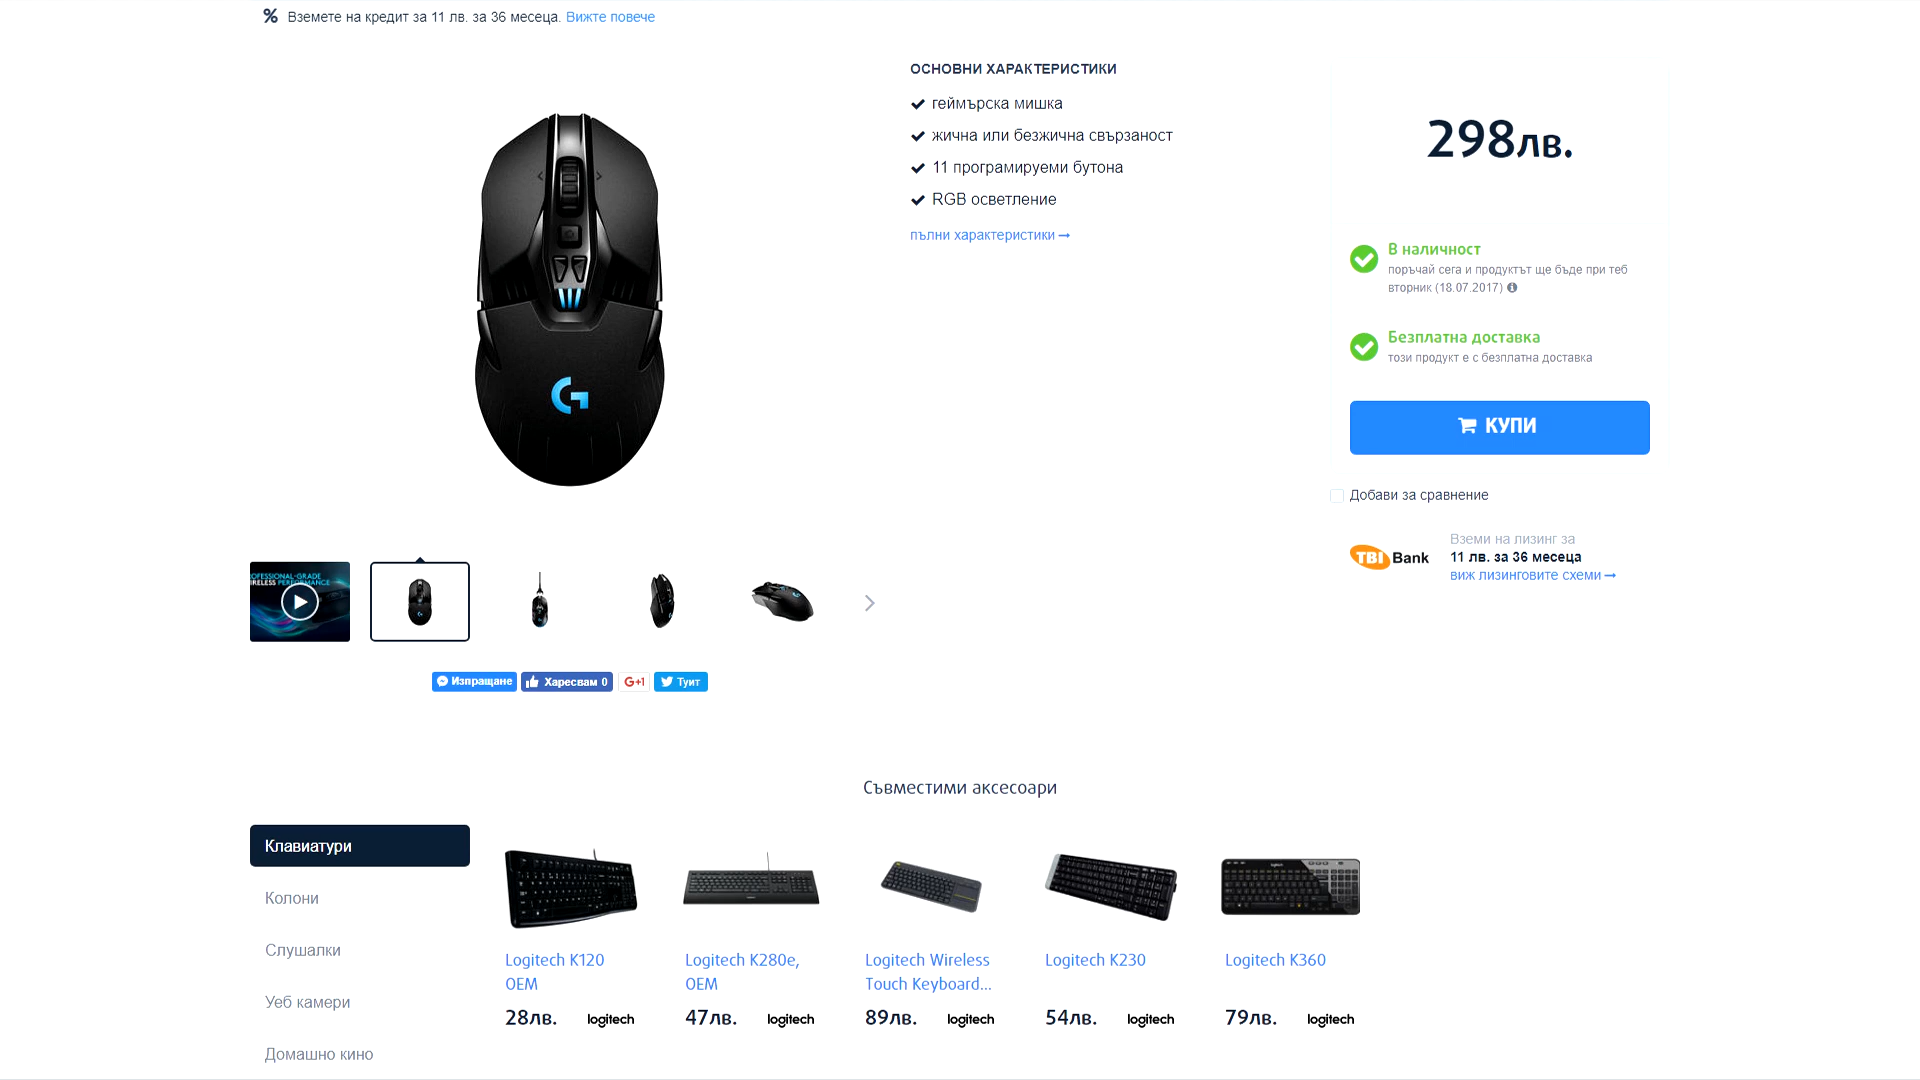 % Вземете на кредит за 11 лв. за 36 месеца. Вижте повече
ОСНОВНИ ХАРАКТЕРИСТИКИ
геймърска мишка
жична или безжична свързаност
11 програмируеми бутона
RGB осветление
пълни характеристики
298лв.
В наличност
поръчай сега и продуктът ще бъде при теб
вторник (18.07.2017)
Безплатна доставка
този продукт е с безплатна доставка
КУПИ
Добави за сравнение
TBI Bank
Вземи на лизинг за
11 лв. за 36 месеца
виж лизинговите схеми
OFESSIONAL-GRADE
IRELESS PERFORMANCE
Изпращане
Харесвам 0
G+1
Туит
Съвместими аксесоари
Клавиатури
Колони
Слушалки
Уеб камери
Домашно кино
Logitech K120
OEM
28лв. logitech
Logitech K280e,
OEM
47лв. logitech
Logitech Wireless
Touch Keyboard...
89лв. logitech
Logitech K230
54лв. logitech
Logitech K360
79лв. logitech